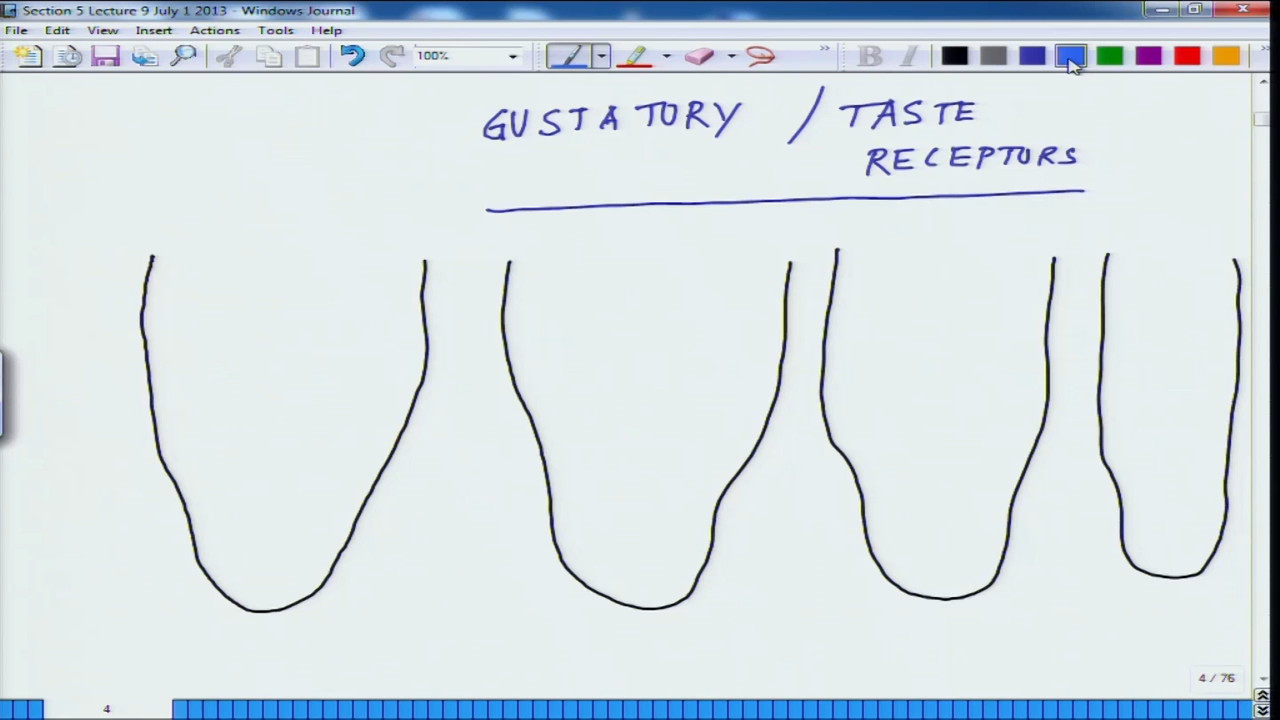 Section 5 Lecture 9 July 1 2013 - Windows Journal
File Edit View Insert Actions Tools Help
100% B I
GUSTATORY / TASTE
RECEPTORS
4 / 76
4